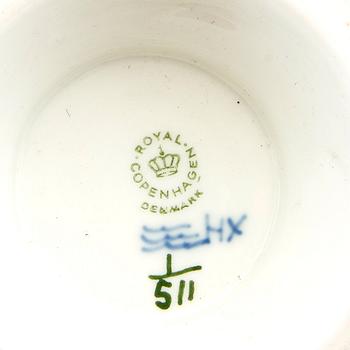 ROYAL
COPENHAGEN
DENMARK
HX
1
511